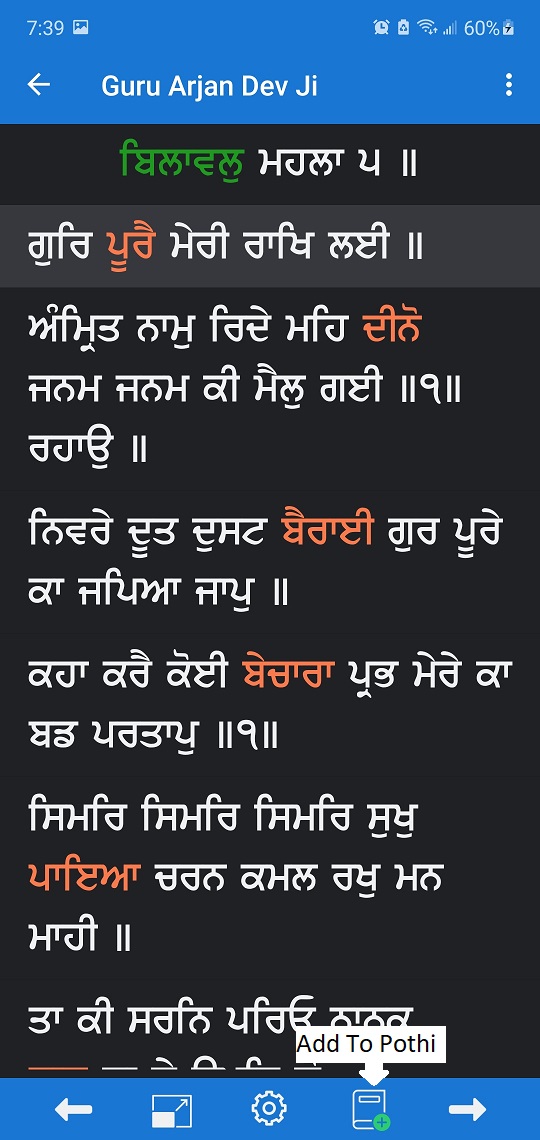 7:39 60%
Guru Arjan Dev Ji
ਬਿਲਾਵਲੁ ਮਹਲਾ ੫ ॥
ਗੁਰਿ ਪੂਰੈ ਮੇਰੀ ਰਾਖਿ ਲਈ ॥
ਅੰਮ੍ਰਿਤ ਨਾਮੁ ਰਿਦੇ ਮਹਿ ਦੀਨੋ
ਜਨਮ ਜਨਮ ਕੀ ਮੈਲੁ ਗਈ ॥੧॥
ਰਹਾਉ ॥
ਨਿਵਰੇ ਦੂਤ ਦੁਸਟ ਬੈਰਾਈ ਗੁਰ ਪੂਰੇ
ਕਾ ਜਪਿਆ ਜਾਪੁ ॥
ਕਹਾ ਕਰੈ ਕੋਈ ਬੇਚਾਰਾ ਪ੍ਰਭ ਮੇਰੇ ਕਾ
ਬਡ ਪਰਤਾਪੁ ॥੧॥
ਸਿਮਰਿ ਸਿਮਰਿ ਸਿਮਰਿ ਸੁਖੁ
ਪਾਇਆ ਚਰਨ ਕਮਲ ਰਖੁ ਮਨ
ਮਾਹੀ ॥
ਤਾ ਕੀ ਸਰਨਿ ਪਰਿਓ ਨਾਨਕ
Add To Pothi